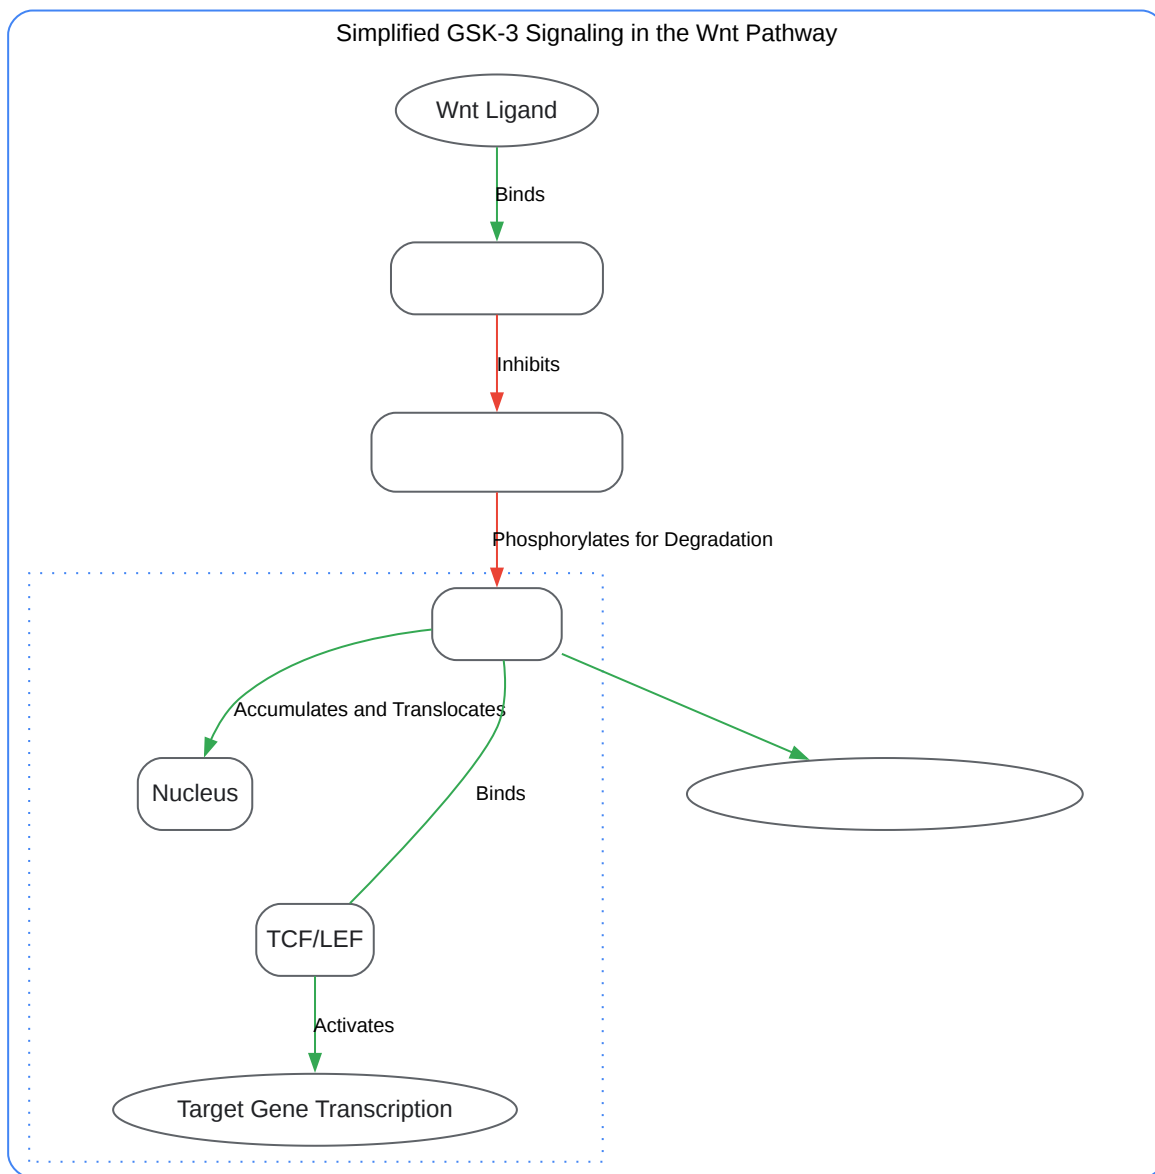 Simplified GSK-3 Signaling in the Wnt Pathway
Wnt Ligand
Binds
Inhibits
Phosphorylates for Degradation
Accumulates and Translocates
Nucleus
Binds
TCF/LEF
Activates
Target Gene Transcription